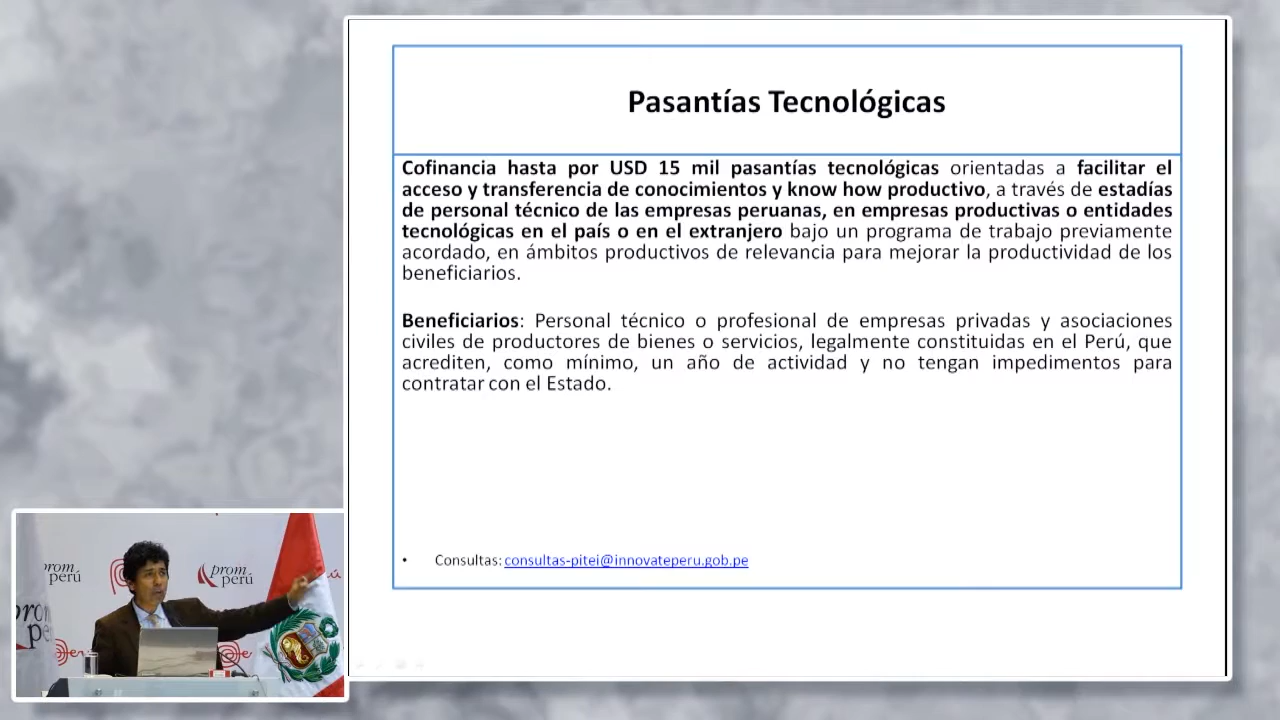 Pasantías Tecnológicas
Cofinancia hasta por USD 15 mil pasantías tecnológicas orientadas a facilitar el
acceso y transferencia de conocimientos y know how productivo, a través de estadías
de personal técnico de las empresas peruanas, en empresas productivas o entidades
tecnológicas en el país o en el extranjero bajo un programa de trabajo previamente
acordado, en ámbitos productivos de relevancia para mejorar la productividad de los
beneficiarios.
Beneficiarios: Personal técnico o profesional de empresas privadas y asociaciones
civiles de productores de bienes o servicios, legalmente constituidas en el Perú, que
acrediten, como mínimo, un año de actividad y no tengan impedimentos para
contratar con el Estado.
• Consultas: consultas-pitei@innovateperu.gob.pe
prom
perú
prom
perú